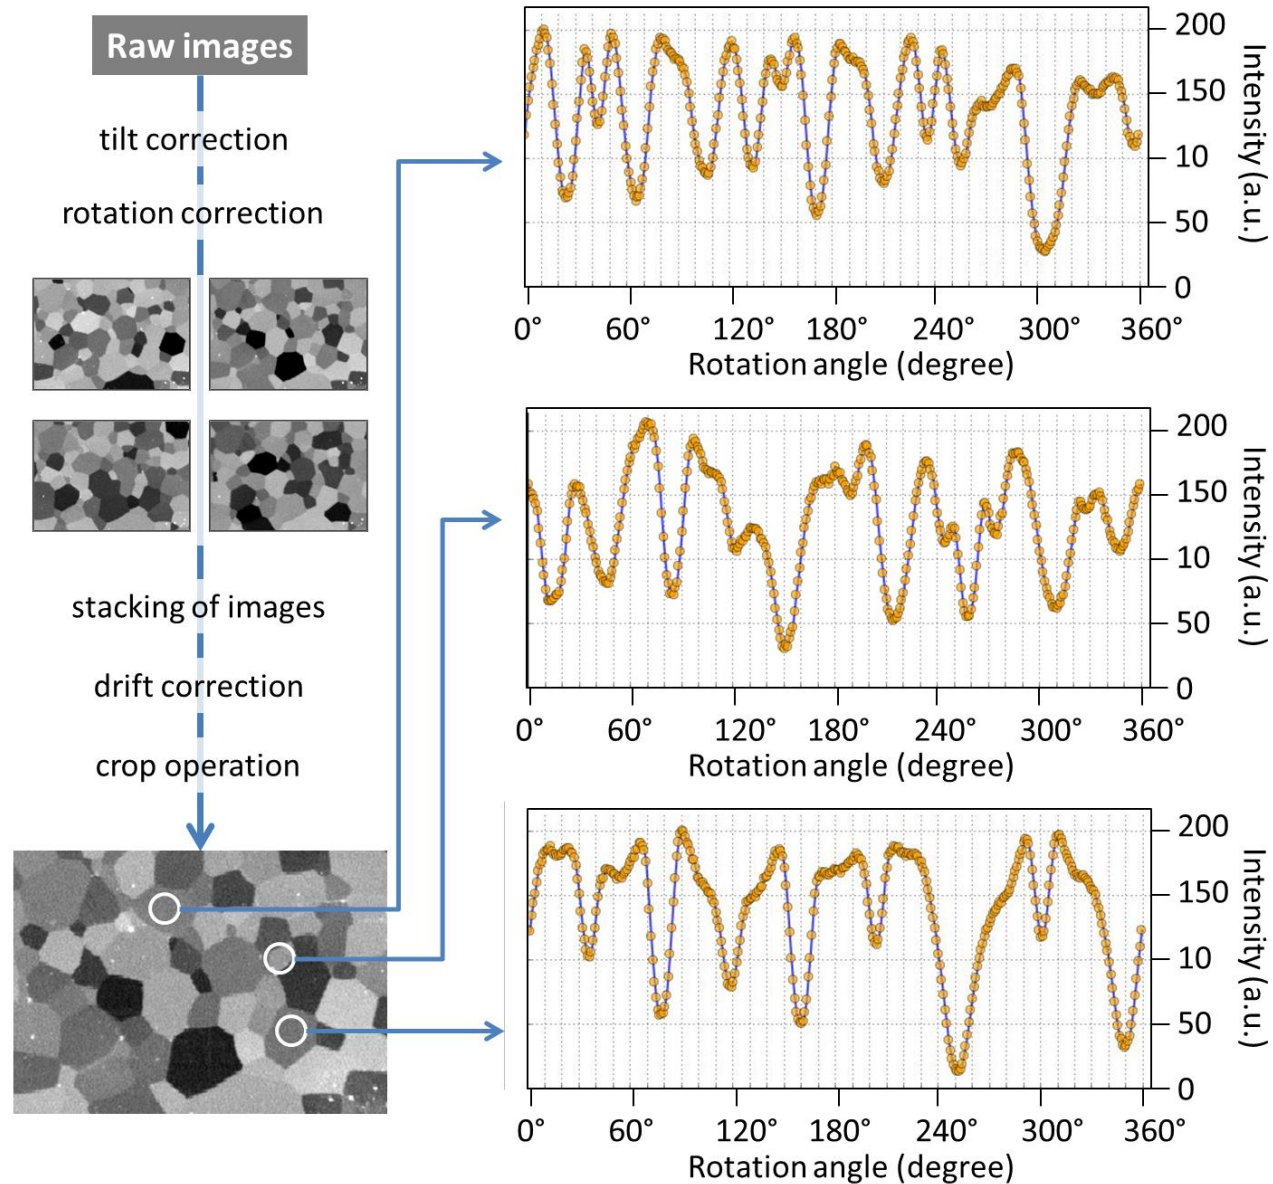 Raw images
tilt correction
rotation correction
stacking of images
drift correction
crop operation
200
150
10
50
0
Intensity (a.u.)
0° 60° 120° 180° 240° 300° 360°
Rotation angle (degree)
200
150
10
50
0
Intensity (a.u.)
0° 60° 120° 180° 240° 300° 360°
Rotation angle (degree)
200
150
10
50
0
Intensity (a.u.)
0° 60° 120° 180° 240° 300° 360°
Rotation angle (degree)